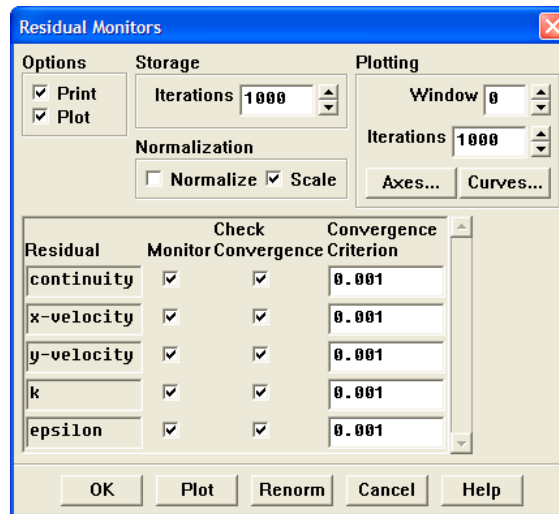 Residual Monitors
Options
Print
Plot
Storage
Iterations 1000
Normalization
Normalize Scale
Plotting
Window 0
Iterations 1000
Axes... Curves...
Check Convergence
Residual Monitor Convergence Criterion
continuity 0.001
x-velocity 0.001
y-velocity 0.001
k 0.001
epsilon 0.001
OK Plot Renorm Cancel Help